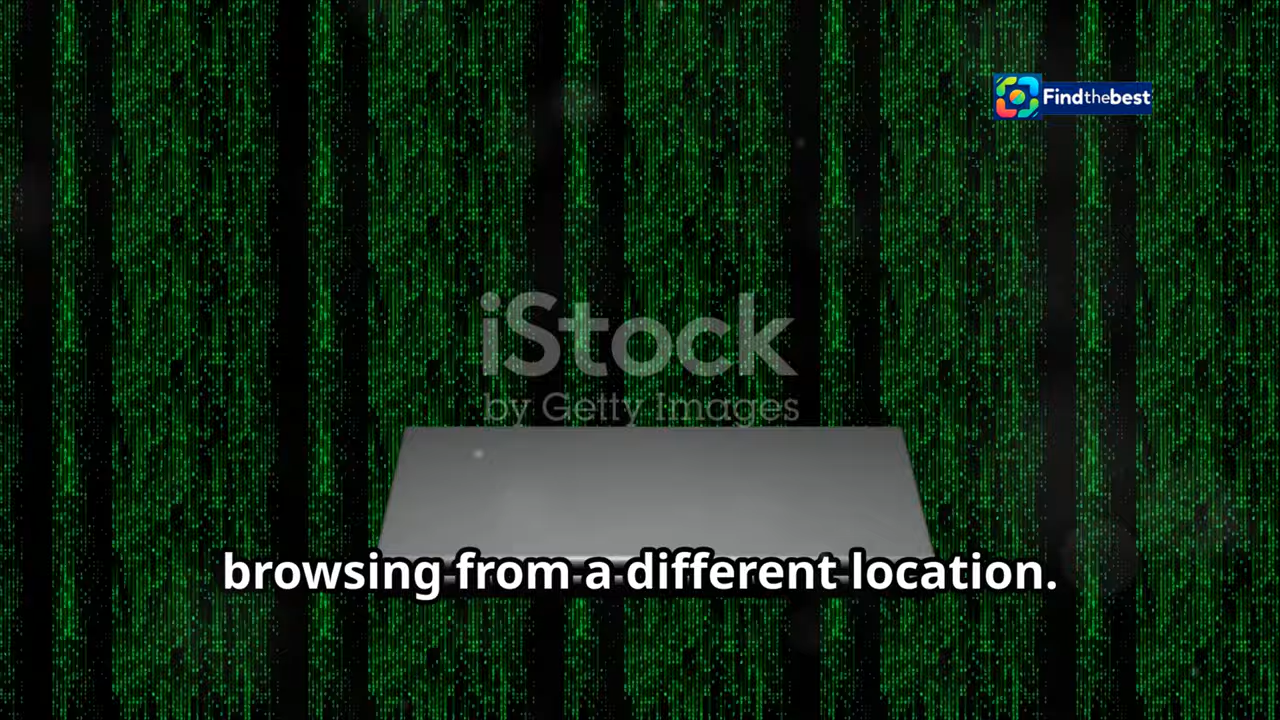 Findthebest
iStock
by Getty Images
browsing from a different location.